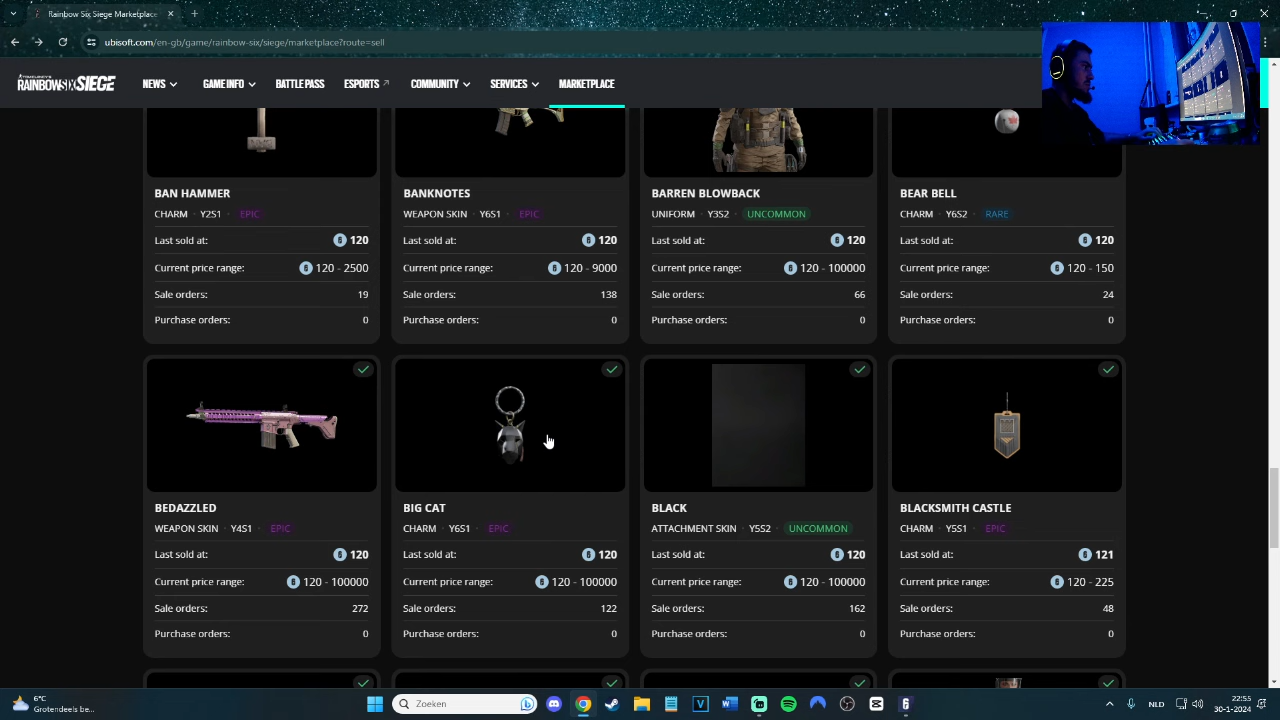 Rainbow Six Siege Marketplace
ubisoft.com/en-gb/game/rainbow-six/siege/marketplace?route=sell
RAINBOWSIX SIEGE
NEWS
GAME INFO
BATTLE PASS
ESPORTS
COMMUNITY
SERVICES
MARKETPLACE
BAN HAMMER
CHARM · Y2S1 · EPIC
Last sold at: 120
Current price range: 120 - 2500
Sale orders: 19
Purchase orders: 0
BANKNOTES
WEAPON SKIN · Y6S1 · EPIC
Last sold at: 120
Current price range: 120 - 9000
Sale orders: 138
Purchase orders: 0
BARREN BLOWBACK
UNIFORM · Y3S2 · UNCOMMON
Last sold at: 120
Current price range: 120 - 100000
Sale orders: 66
Purchase orders: 0
BEAR BELL
CHARM · Y6S2 · RARE
Last sold at: 120
Current price range: 120 - 150
Sale orders: 24
Purchase orders: 0
BEDAZZLED
WEAPON SKIN · Y4S1 · EPIC
Last sold at: 120
Current price range: 120 - 100000
Sale orders: 272
Purchase orders: 0
BIG CAT
CHARM · Y6S1 · EPIC
Last sold at: 120
Current price range: 120 - 100000
Sale orders: 122
Purchase orders: 0
BLACK
ATTACHMENT SKIN · Y5S2 · UNCOMMON
Last sold at: 120
Current price range: 120 - 100000
Sale orders: 162
Purchase orders: 0
BLACKSMITH CASTLE
CHARM · Y5S1 · EPIC
Last sold at: 121
Current price range: 120 - 225
Sale orders: 48
Purchase orders: 0
6°C
Grotendeels be...
Zoeken
NLD
22:55
30-1-2024